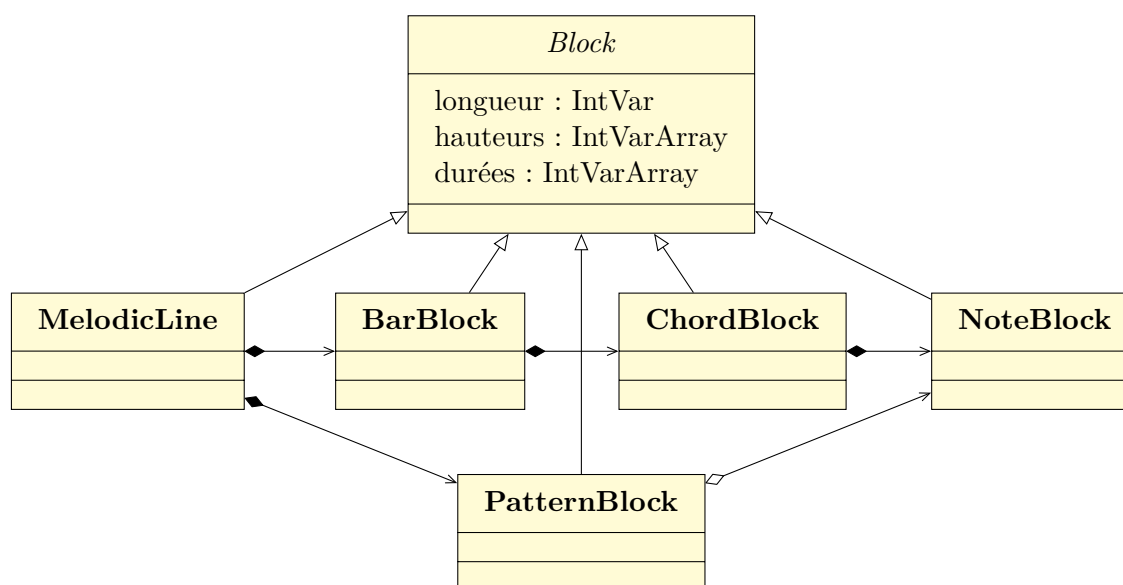 Block
longueur : IntVar
hauteurs : IntVarArray
durées : IntVarArray
MelodicLine
BarBlock
ChordBlock
NoteBlock
PatternBlock